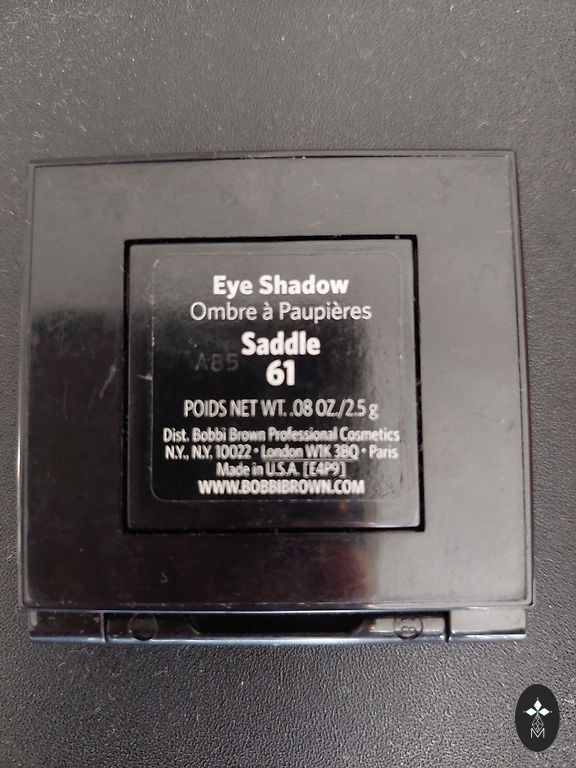 Eye Shadow
Ombre à Paupières
Saddle
AB5
61
POIDS NET WT. .08 OZ./2.5 g
Dist. Bobbi Brown Professional Cosmetics
N.Y., N.Y. 10022 • London W1K 3BQ • Paris
Made in U.S.A. [E4P9]
WWW.BOBBIBROWN.COM
M